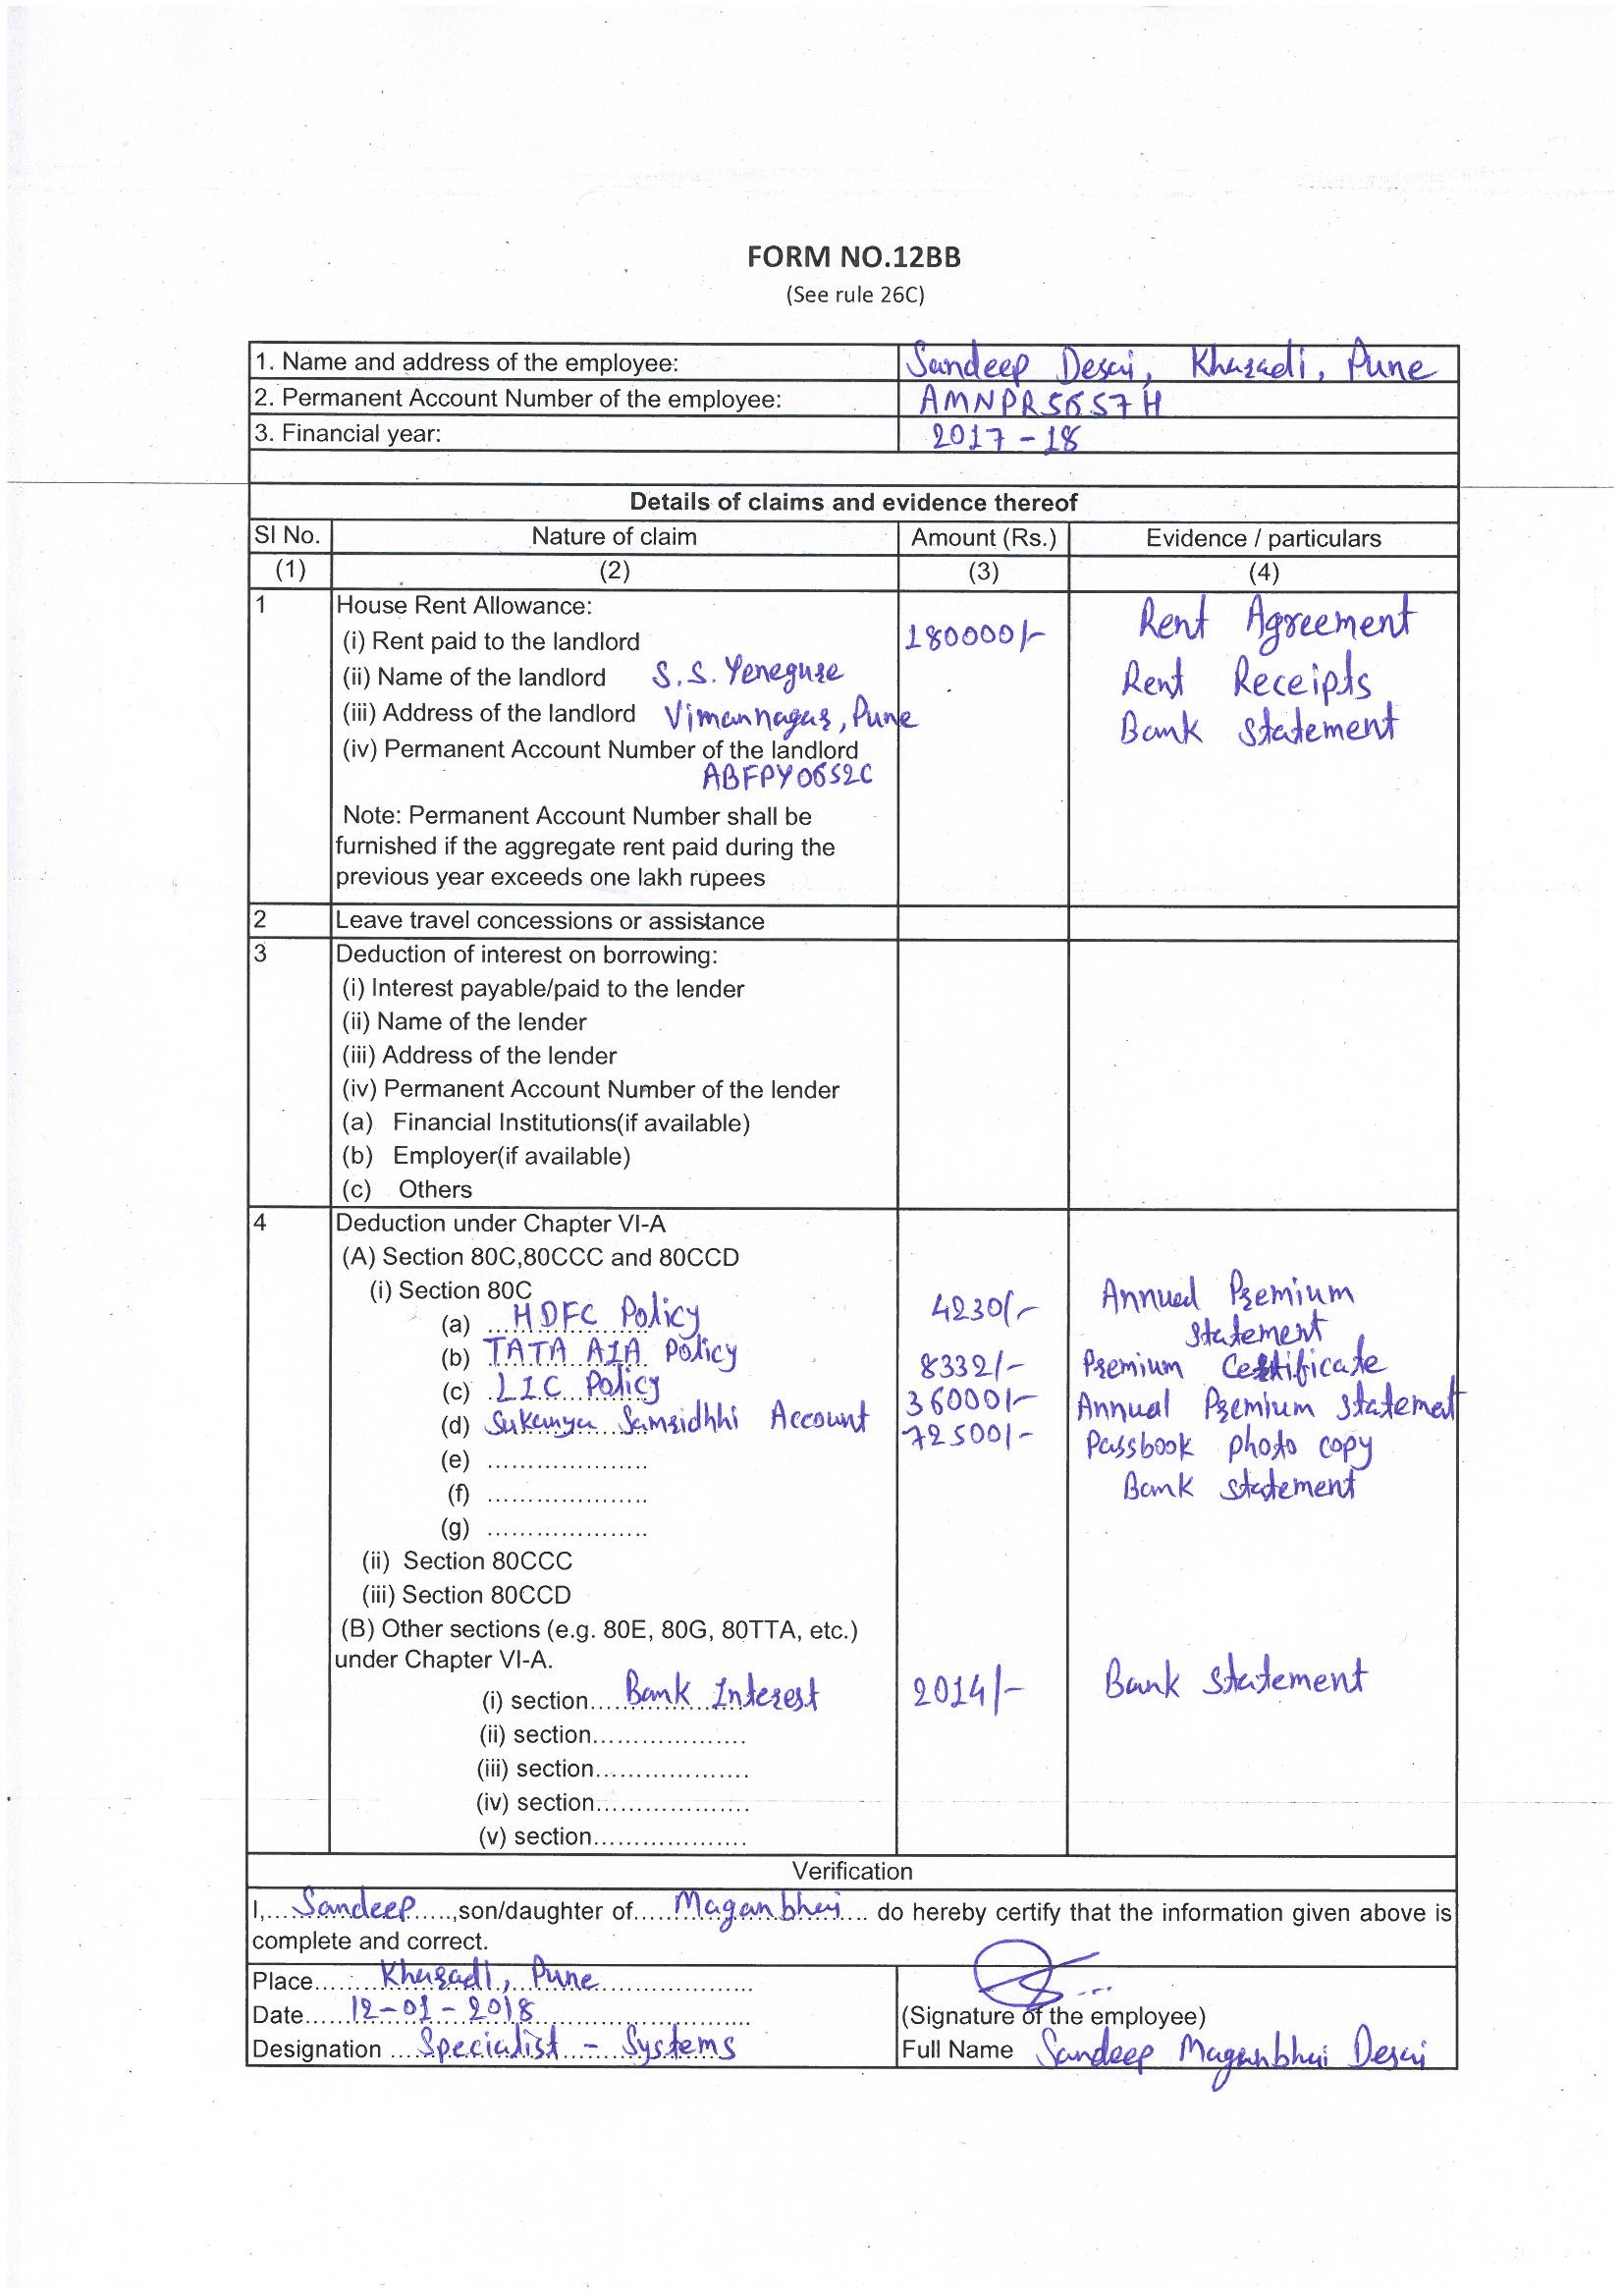 FORM NO.12BB
(See rule 26C)
1. Name and address of the employee: Sandeep Desai, Kharadi, Pune
2. Permanent Account Number of the employee: AMNPR5657H
3. Financial year: 2017-18
Details of claims and evidence thereof
Sl No. Nature of claim Amount (Rs.) Evidence / particulars
(1) (2) (3) (4)
1 House Rent Allowance: Rent Agreement
(i) Rent paid to the landlord 180000/-
(ii) Name of the landlord S.S. Yenegure Rent Receipts
(iii) Address of the landlord Vimannagar, Pune Bank Statement
(iv) Permanent Account Number of the landlord
ABFPY0652C
Note: Permanent Account Number shall be
furnished if the aggregate rent paid during the
previous year exceeds one lakh rupees
2 Leave travel concessions or assistance
3 Deduction of interest on borrowing:
(i) Interest payable/paid to the lender
(ii) Name of the lender
(iii) Address of the lender
(iv) Permanent Account Number of the lender
(a) Financial Institutions(if available)
(b) Employer(if available)
(c) Others
4 Deduction under Chapter VI-A
(A) Section 80C,80CCC and 80CCD
(i) Section 80C
(a) HDFC Policy 4230/- Annual Premium
Statement
(b) TATA AIA Policy 8332/- Premium Certificate
(c) LIC Policy 36000/- Annual Premium Statement
(d) Sukanya Samridhhi Account 72500/- Passbook photo copy
(e) ....................
(f) .................... Bank statement
(g) ....................
(ii) Section 80CCC
(iii) Section 80CCD
(B) Other sections (e.g. 80E, 80G, 80TTA, etc.)
under Chapter VI-A.
(i) section.... Bank Interest 2014/- Bank Statement
(ii) section...................
(iii) section...................
(iv) section...................
(v) section...................
Verification
I,.....Sandeep.....,son/daughter of.....Maganbhai.... do hereby certify that the information given above is
complete and correct.
Place........Kharadi, Pune....................
Date......12-01-2018............................
(Signature of the employee)
Designation ....Specialist - Systems
Full Name Sandeep Maganbhai Desai